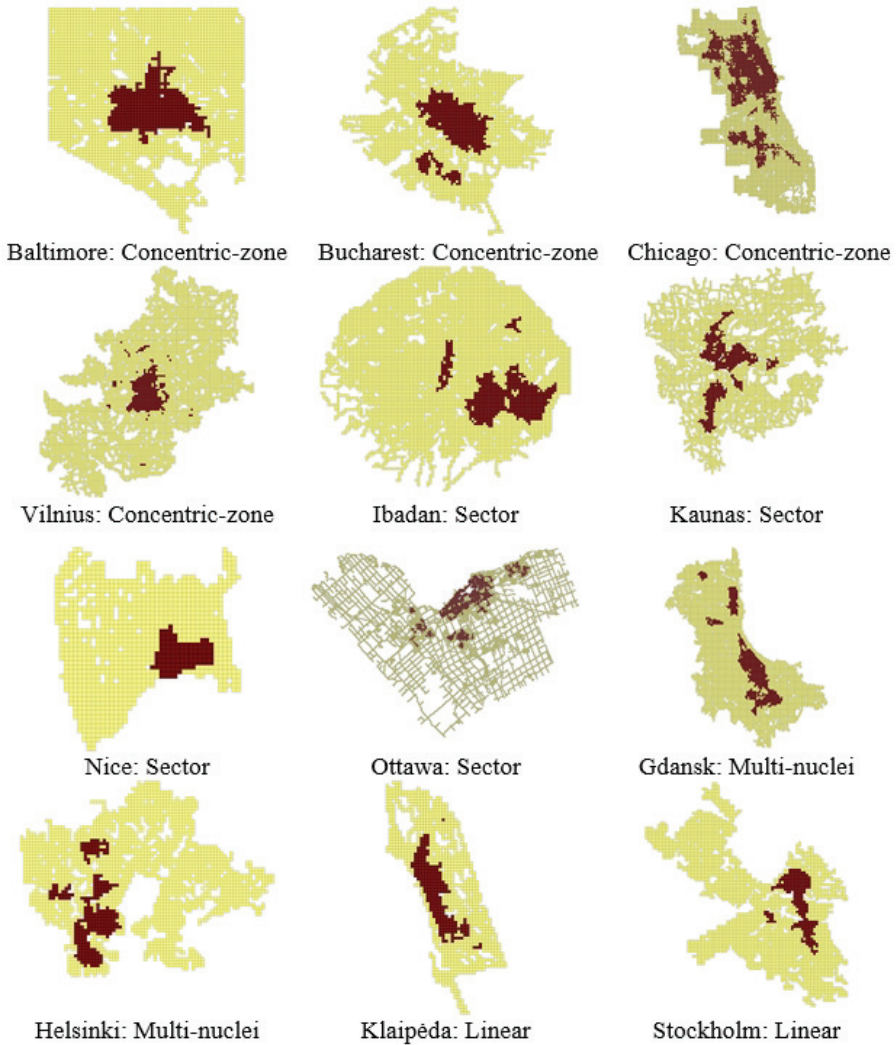 Baltimore: Concentric-zone Bucharest: Concentric-zone Chicago: Concentric-zone
Vilnius: Concentric-zone Ibadan: Sector Kaunas: Sector
Nice: Sector Ottawa: Sector Gdansk: Multi-nuclei
Helsinki: Multi-nuclei Klaipėda: Linear Stockholm: Linear